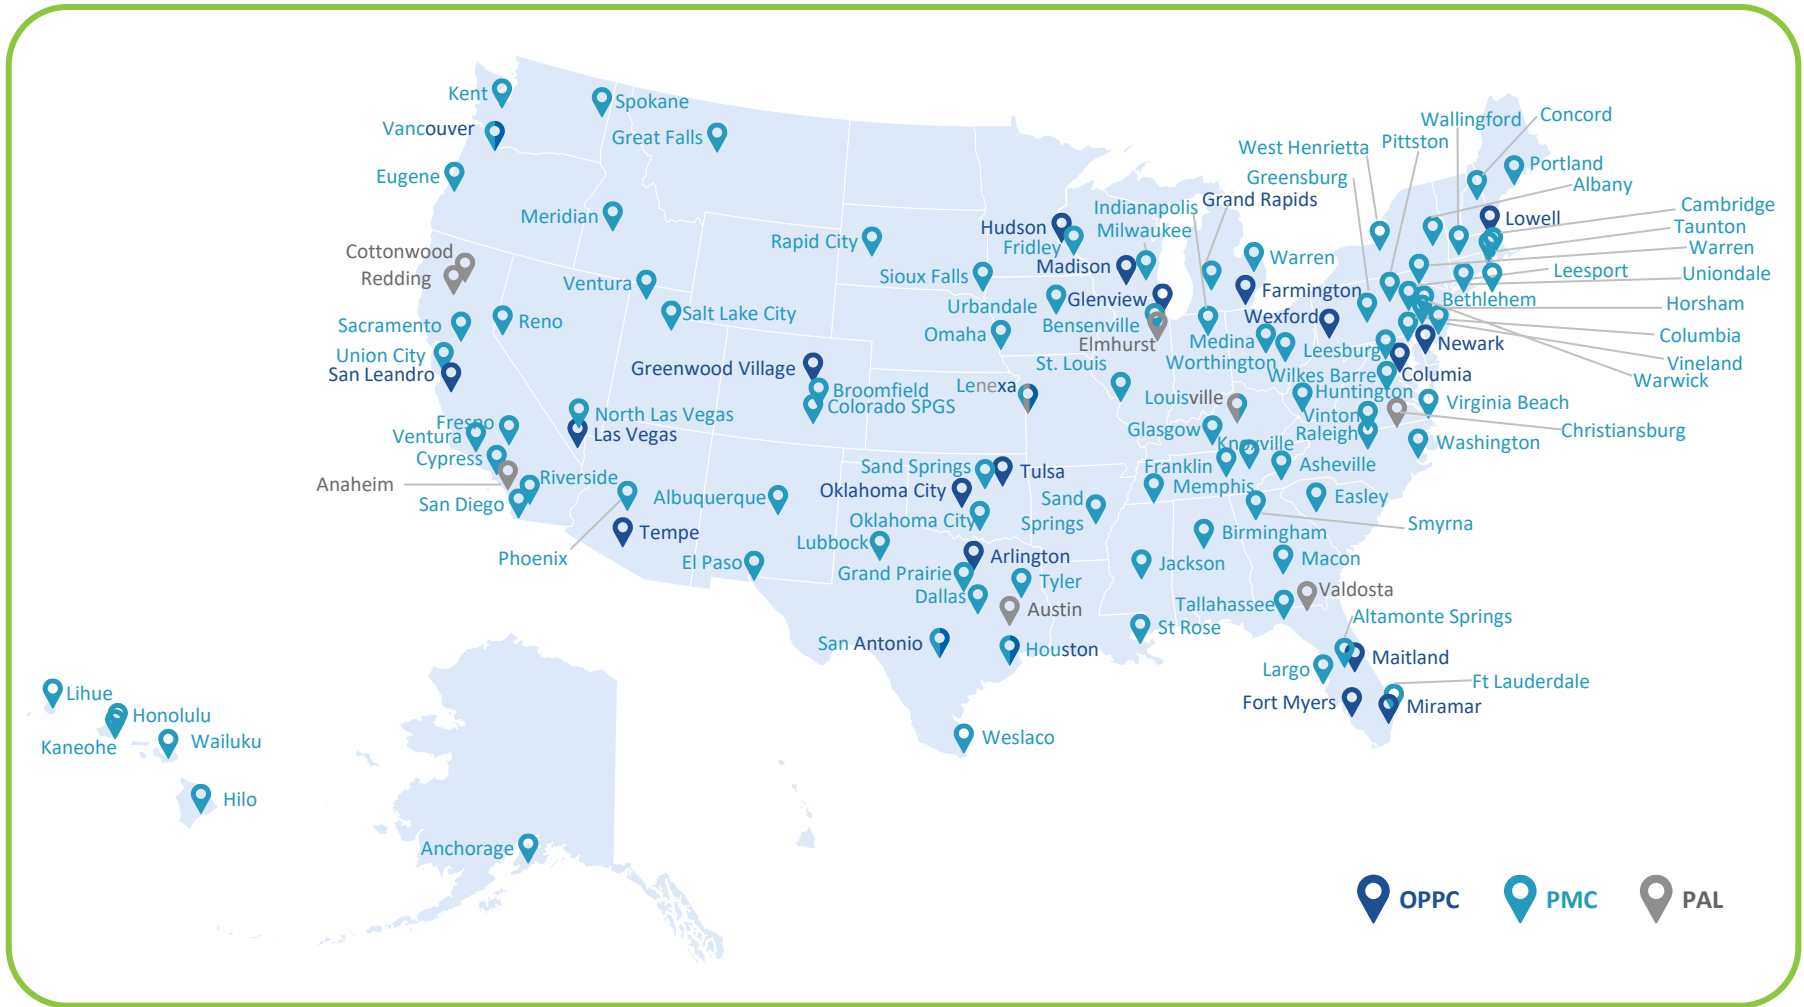 Kent
Spokane
Vancouver
Great Falls
Eugene
Meridian
Cottonwood
Redding
Ventura
Rapid City
Sioux Falls
Sacramento
Reno
Salt Lake City
Union City
San Leandro
Greenwood Village
Broomfield
Colorado SPGS
North Las Vegas
Las Vegas
Fresno
Ventura
Cypress
Anaheim
Riverside
San Diego
Phoenix
Tempe
Albuquerque
El Paso
Hudson
Fridley
Madison
Indianapolis
Milwaukee
Grand Rapids
Urbandale
Glenview
Omaha
Bensenville
Elmhurst
St. Louis
Lenexa
Warren
Farmington
Wexford
Medina
Worthington
Leesburg
Wilkes Barre
Huntington
Louisville
Glasgow
Knoxville
Vinton
Raleigh
Franklin
Memphis
Asheville
Easley
Smyrna
Birmingham
Macon
Jackson
Valdosta
Tallahassee
Altamonte Springs
St Rose
Maitland
Largo
Ft Lauderdale
Fort Myers
Miramar
Sand Springs
Tulsa
Oklahoma City
Oklahoma City
Sand
Springs
Lubbock
Arlington
Grand Prairie
Tyler
Dallas
Austin
San Antonio
Houston
Weslaco
Wallingford
Concord
West Henrietta
Pittston
Greensburg
Portland
Albany
Lowell
Cambridge
Taunton
Warren
Leesport
Uniondale
Bethlehem
Horsham
Columbia
Newark
Vineland
Warwick
Columia
Virginia Beach
Christiansburg
Washington
Lihue
Honolulu
Kaneohe
Wailuku
Hilo
Anchorage
OPPC
PMC
PAL